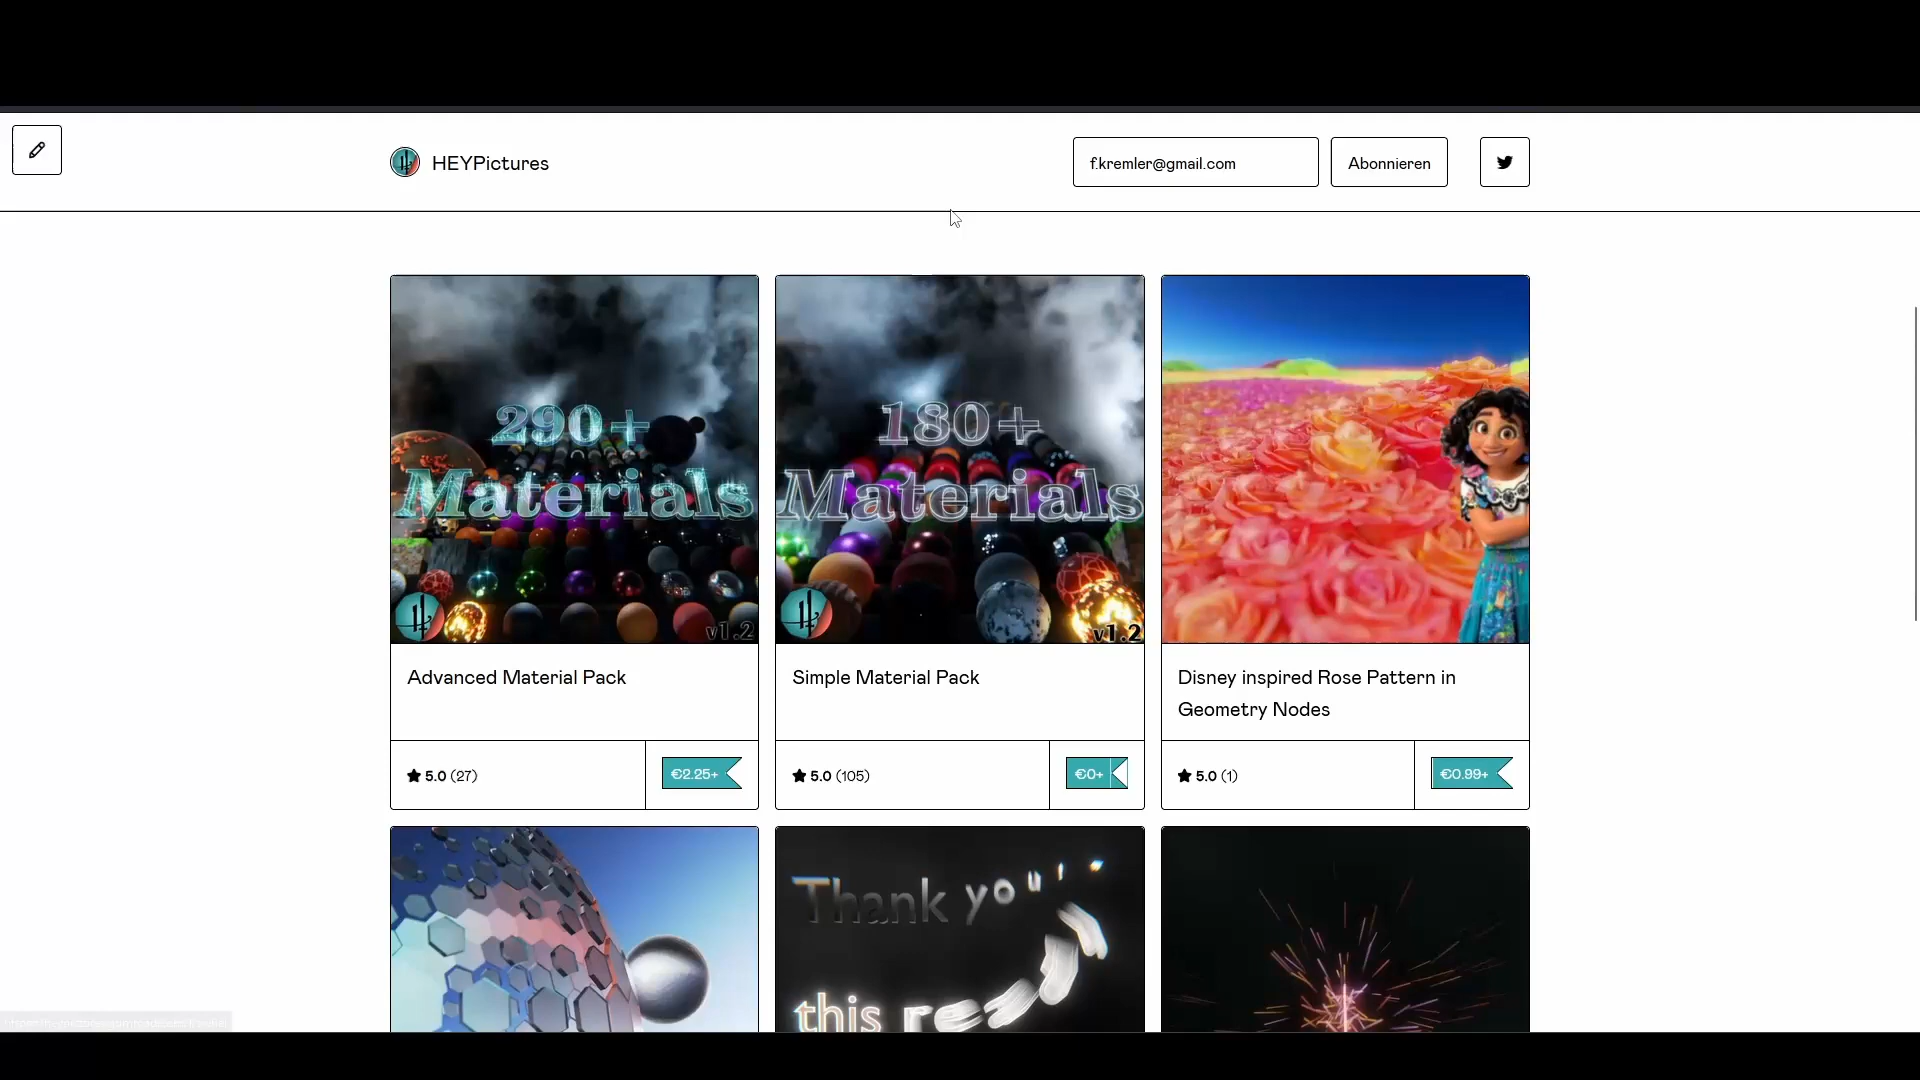 HEYPictures
f.kremler@gmail.com
Abonnieren
290+
Materials
v1.2
180+
Materials
v1.2
Advanced Material Pack
Simple Material Pack
Disney inspired Rose Pattern in
Geometry Nodes
5.0 (27)
€2.25+
5.0 (105)
€0+
5.0 (1)
€0.99+
Thank you
this